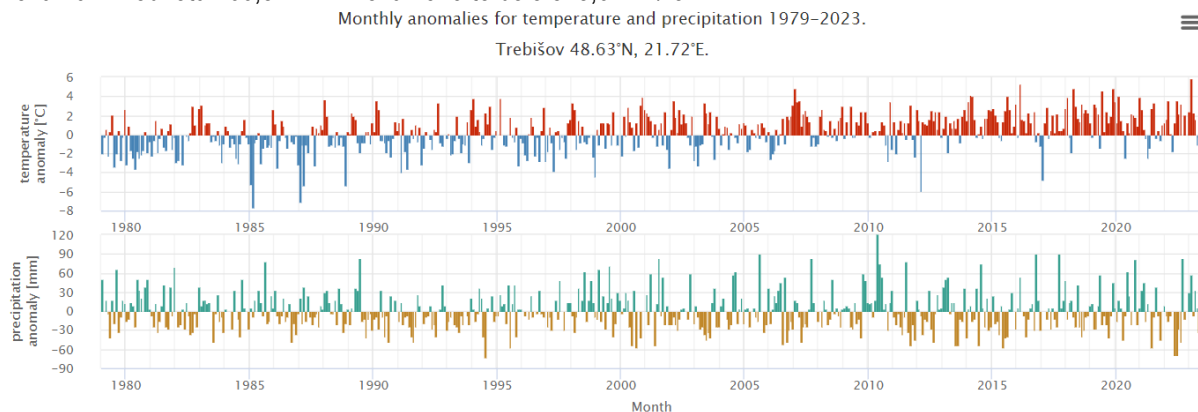 Monthly anomalies for temperature and precipitation 1979–2023.
Trebišov 48.63°N, 21.72°E.
temperature
anomaly [°C]
6
4
2
0
−2
−4
−6
−8
1980 1985 1990 1995 2000 2005 2010 2015 2020
precipitation
anomaly [mm]
120
90
60
30
0
−30
−60
−90
1980 1985 1990 1995 2000 2005 2010 2015 2020
Month